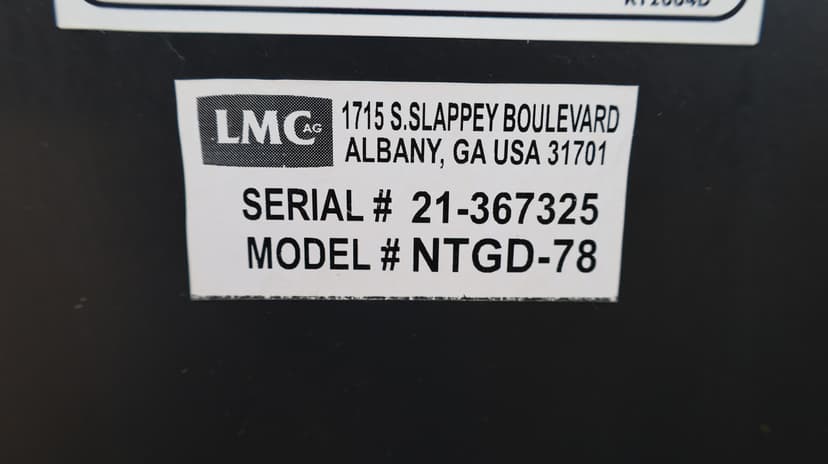 LMC AG
1715 S.SLAPPEY BOULEVARD
ALBANY, GA USA 31701
SERIAL # 21-367325
MODEL # NTGD-78